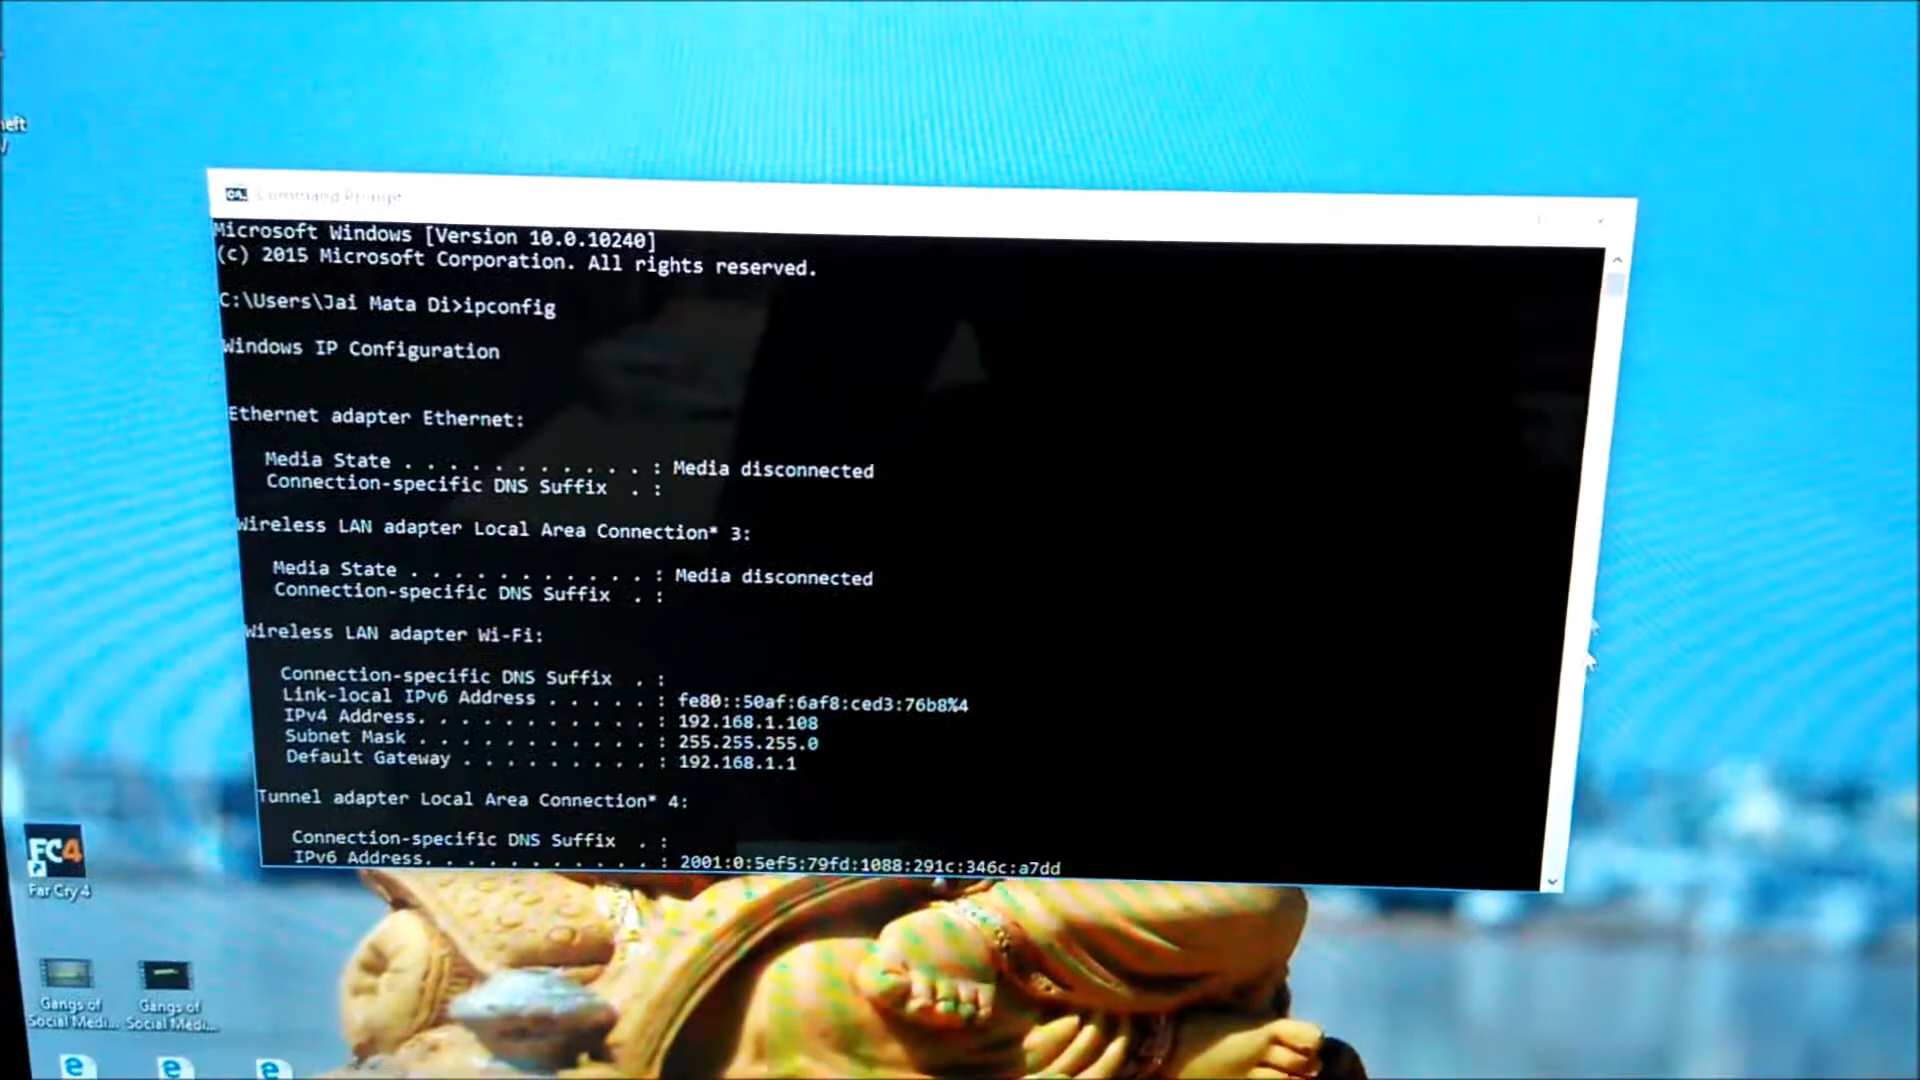 heft
Command Prompt
Microsoft Windows [Version 10.0.10240]
(c) 2015 Microsoft Corporation. All rights reserved.
C:\Users\Jai Mata Di>ipconfig
Windows IP Configuration
Ethernet adapter Ethernet:
Media State . . . . . . . . . . . : Media disconnected
Connection-specific DNS Suffix . :
Wireless LAN adapter Local Area Connection* 3:
Media State . . . . . . . . . . . : Media disconnected
Connection-specific DNS Suffix . :
Wireless LAN adapter Wi-Fi:
Connection-specific DNS Suffix . :
Link-local IPv6 Address . . . . . : fe80::50af:6af8:ced3:76b8%4
IPv4 Address. . . . . . . . . . . : 192.168.1.108
Subnet Mask . . . . . . . . . . . : 255.255.255.0
Default Gateway . . . . . . . . . : 192.168.1.1
Tunnel adapter Local Area Connection* 4:
Connection-specific DNS Suffix . :
IPv6 Address. . . . . . . . . . . : 2001:0:5ef5:79fd:1088:291c:346c:a7dd
FC4
Far Cry 4
Gangs of Social Medi...
Gangs of Social Medi...